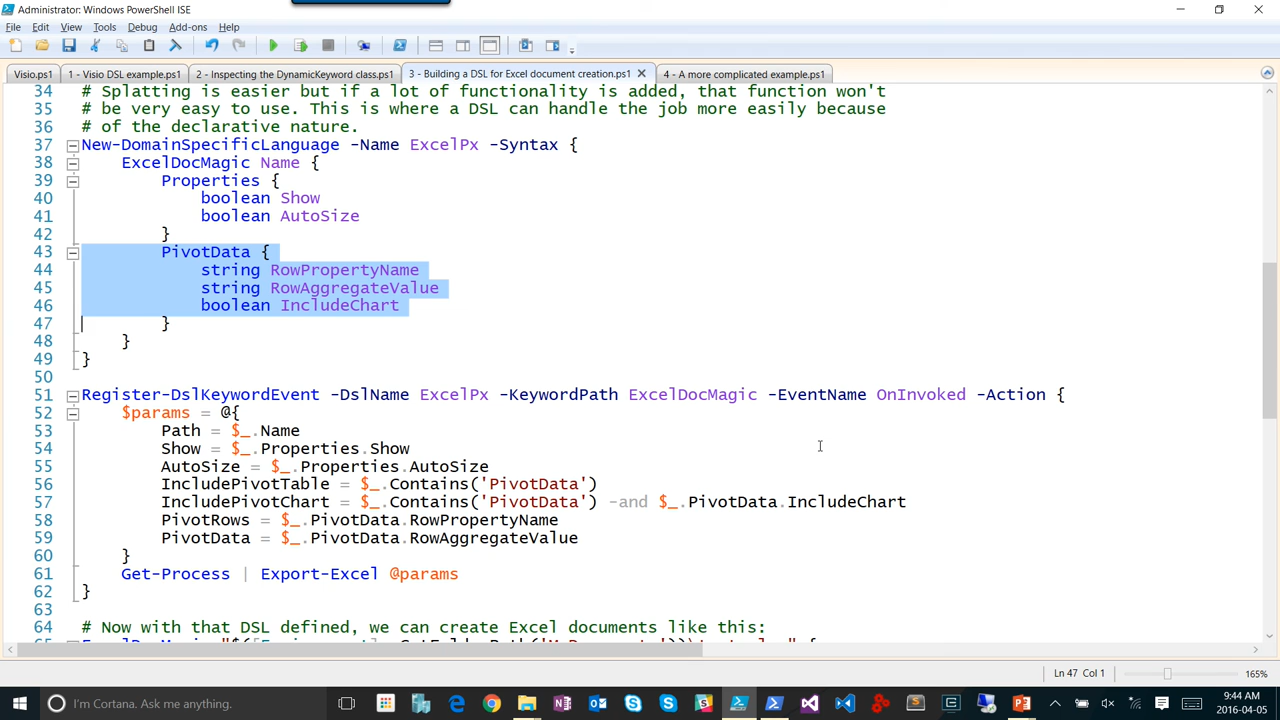 Administrator: Windows PowerShell ISE
File Edit View Tools Debug Add-ons Help
Visio.ps1 1 - Visio DSL example.ps1 2 - Inspecting the DynamicKeyword class.ps1 3 - Building a DSL for Excel document creation.ps1 4 - A more complicated example.ps1
34 # Splatting is easier but if a lot of functionality is added, that function won't
35 # be very easy to use. This is where a DSL can handle the job more easily because
36 # of the declarative nature.
37 New-DomainSpecificLanguage -Name ExcelPx -Syntax {
38 ExcelDocMagic Name {
39 Properties {
40 boolean Show
41 boolean AutoSize
42 }
43 PivotData {
44 string RowPropertyName
45 string RowAggregateValue
46 boolean IncludeChart
47 }
48 }
49 }
50
51 Register-DslKeywordEvent -DslName ExcelPx -KeywordPath ExcelDocMagic -EventName OnInvoked -Action {
52 $params = @{
53 Path = $_.Name
54 Show = $_.Properties.Show
55 AutoSize = $_.Properties.AutoSize
56 IncludePivotTable = $_.Contains('PivotData')
57 IncludePivotChart = $_.Contains('PivotData') -and $_.PivotData.IncludeChart
58 PivotRows = $_.PivotData.RowPropertyName
59 PivotData = $_.PivotData.RowAggregateValue
60 }
61 Get-Process | Export-Excel @params
62 }
63
64 # Now with that DSL defined, we can create Excel documents like this:
Ln 47 Col 1 165%
I'm Cortana. Ask me anything.
9:44 AM
2016-04-05